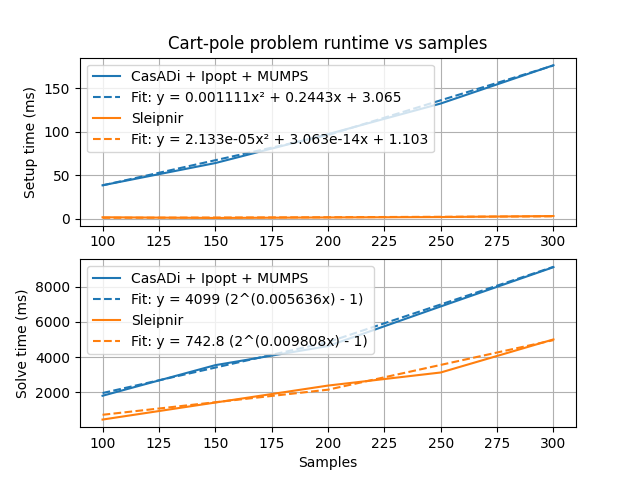 Cart-pole problem runtime vs samples
Setup time (ms)
150
100
50
0
CasADi + Ipopt + MUMPS
Fit: y = 0.001111x² + 0.2443x + 3.065
Sleipnir
Fit: y = 2.133e-05x² + 3.063e-14x + 1.103
100 125 150 175 200 225 250 275 300
Solve time (ms)
8000
6000
4000
2000
CasADi + Ipopt + MUMPS
Fit: y = 4099 (2^(0.005636x) - 1)
Sleipnir
Fit: y = 742.8 (2^(0.009808x) - 1)
100 125 150 175 200 225 250 275 300
Samples